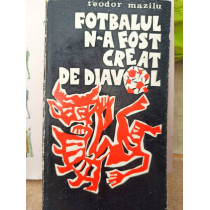 teodor mazilu
FOTBALUL
N-A FOST
CREAT
DE DIAVOL